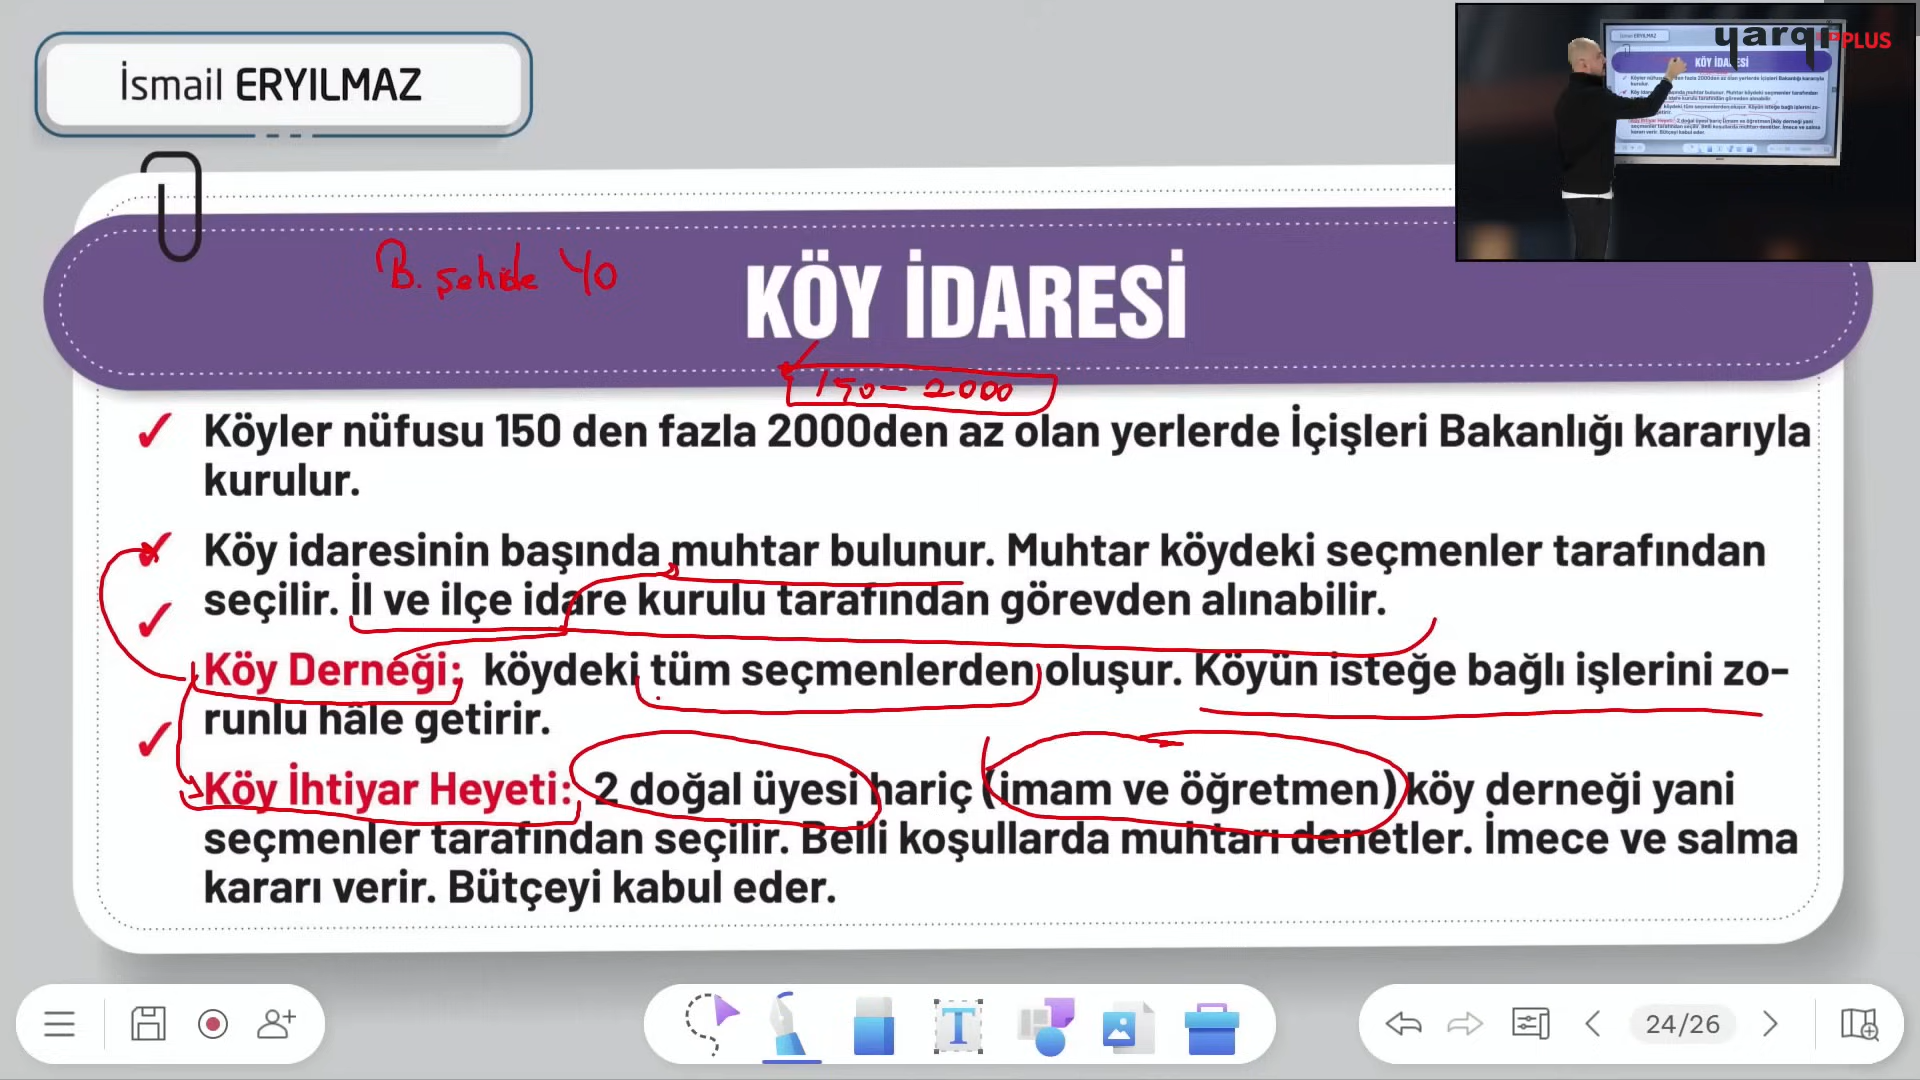 İsmail ERYILMAZ
yargı PLUS
B. şehirde YO
KÖY İDARESİ
150 - 2000
Köyler nüfusu 150 den fazla 2000den az olan yerlerde İçişleri Bakanlığı kararıyla
kurulur.
Köy idaresinin başında muhtar bulunur. Muhtar köydeki seçmenler tarafından
seçilir. İl ve ilçe idare kurulu tarafından görevden alınabilir.
Köy Derneği: köydeki tüm seçmenlerden oluşur. Köyün isteğe bağlı işlerini zo-
runlu hâle getirir.
Köy İhtiyar Heyeti: 2 doğal üyesi hariç (imam ve öğretmen) köy derneği yani
seçmenler tarafından seçilir. Belli koşullarda muhtarı denetler. İmece ve salma
kararı verir. Bütçeyi kabul eder.
24/26